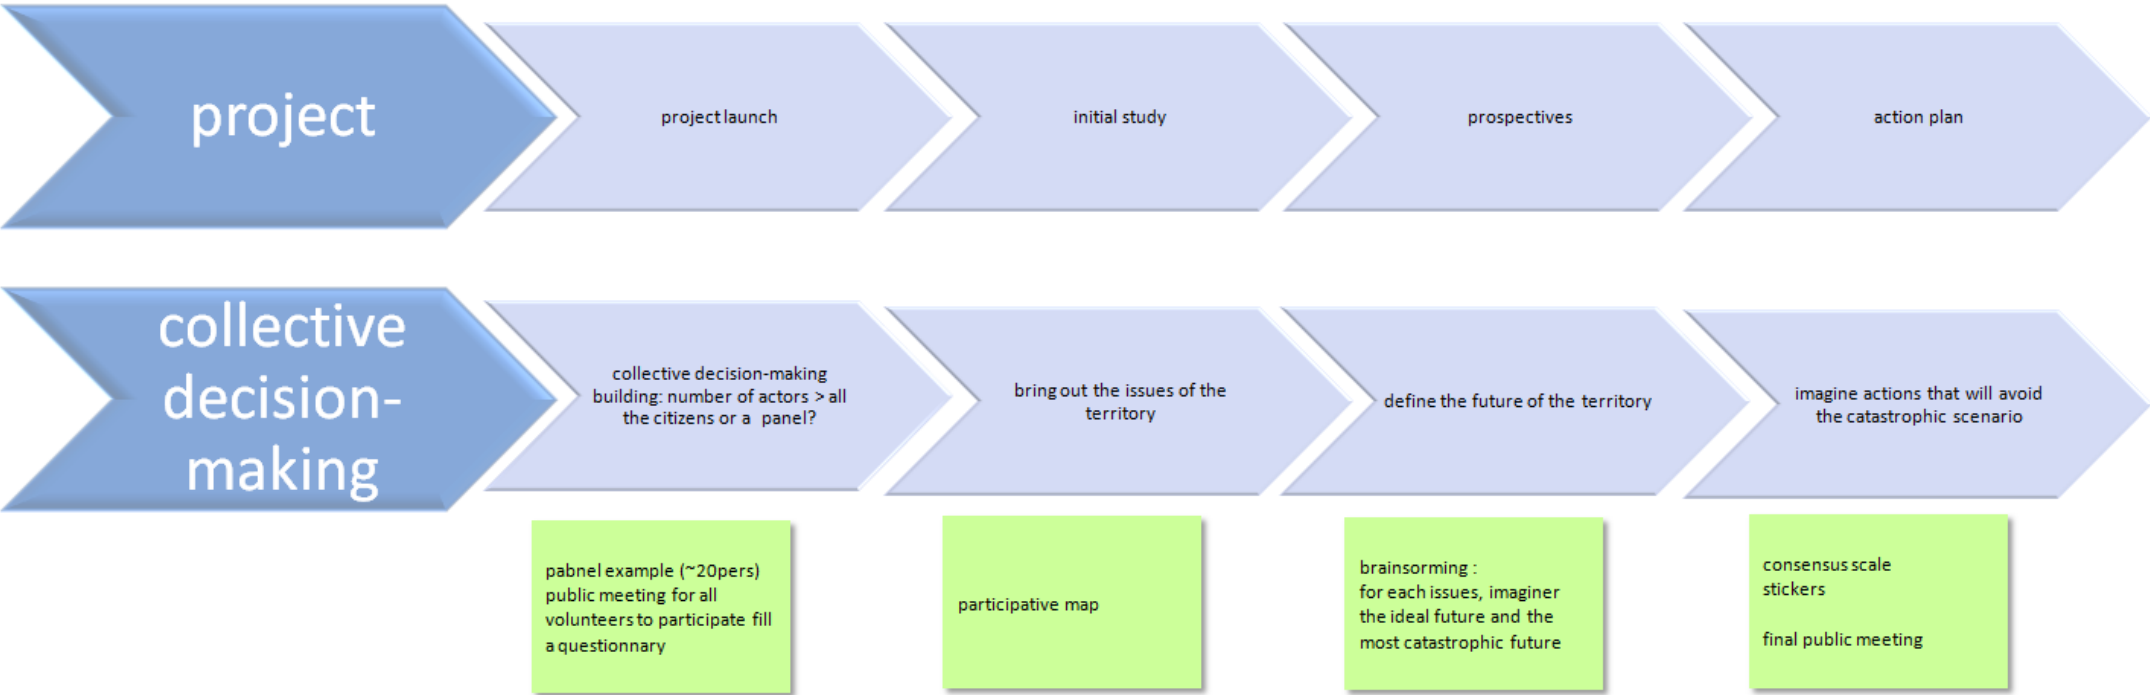 project
project launch
initial study
prospectives
action plan
collective
decision-
making
collective decision-making
building: number of actors > all
the citizens or a panel?
bring out the issues of the
territory
define the future of the territory
imagine actions that will avoid
the catastrophic scenario
pabnel example (~20pers)
public meeting for all
volunteers to participate fill
a questionnary
participative map
brainsorming :
for each issues, imaginer
the ideal future and the
most catastrophic future
consensus scale
stickers
final public meeting